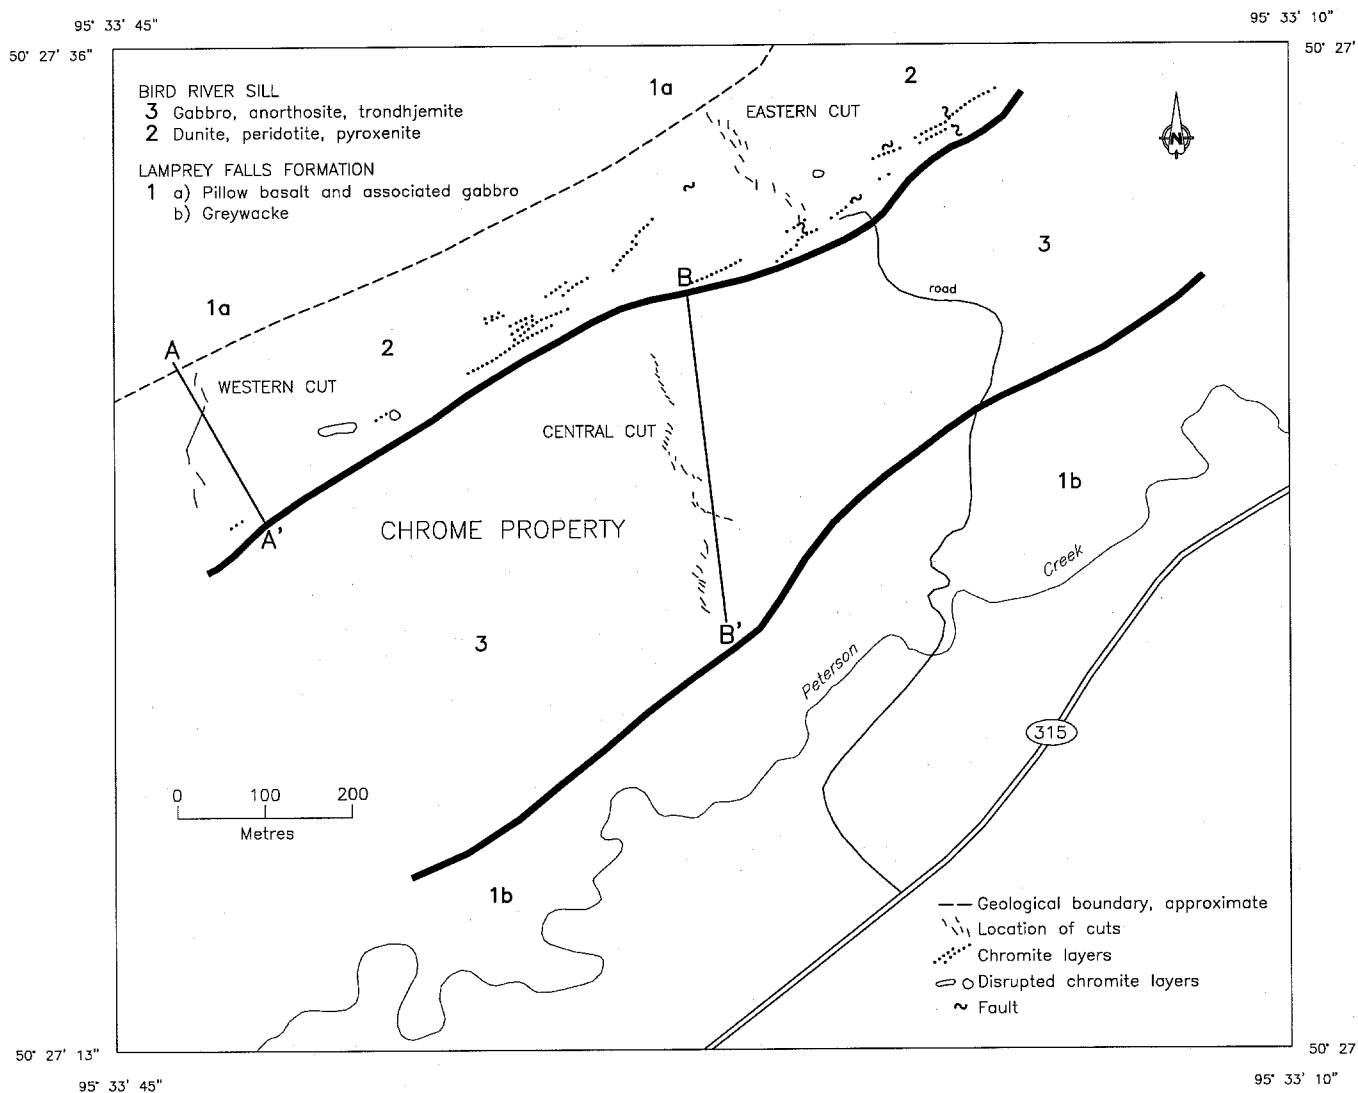 95° 33' 45"
95° 33' 10"
50° 27' 36"
50° 27'
BIRD RIVER SILL
3 Gabbro, anorthosite, trondhjemite
2 Dunite, peridotite, pyroxenite
LAMPREY FALLS FORMATION
1 a) Pillow basalt and associated gabbro
b) Greywacke
1a
2
EASTERN CUT
N
3
B
road
1a
2
A
WESTERN CUT
CENTRAL CUT
1b
CHROME PROPERTY
A'
Creek
B'
3
Peterson
315
0 100 200
Metres
1b
Geological boundary, approximate
Location of cuts
Chromite layers
Disrupted chromite layers
Fault
50° 27' 13"
50° 27
95° 33' 45"
95° 33' 10"